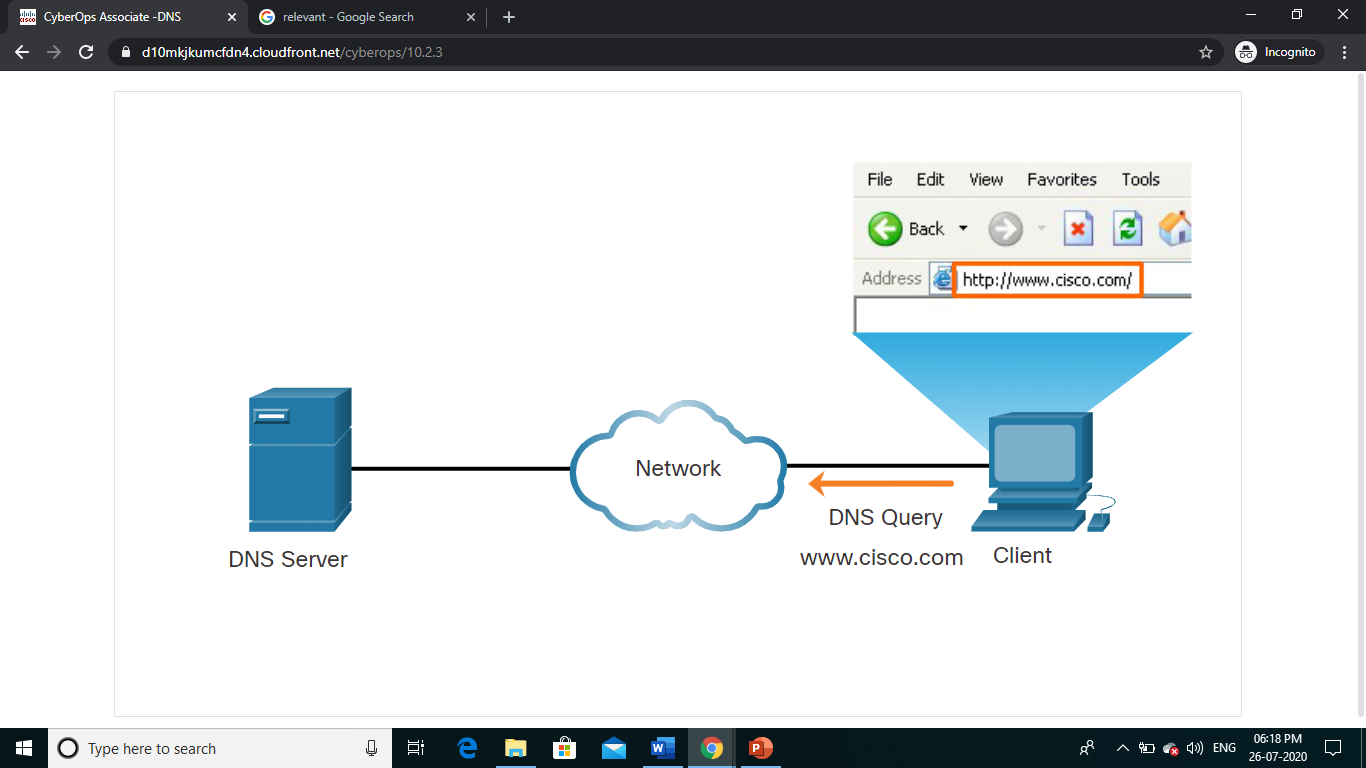 CyberOps Associate -DNS
relevant - Google Search
d10mkjkumcfdn4.cloudfront.net/cyberops/10.2.3
Incognito
File Edit View Favorites Tools
Back
Address http://www.cisco.com/
Network
DNS Query
www.cisco.com
Client
DNS Server
Type here to search
ENG
06:18 PM
26-07-2020